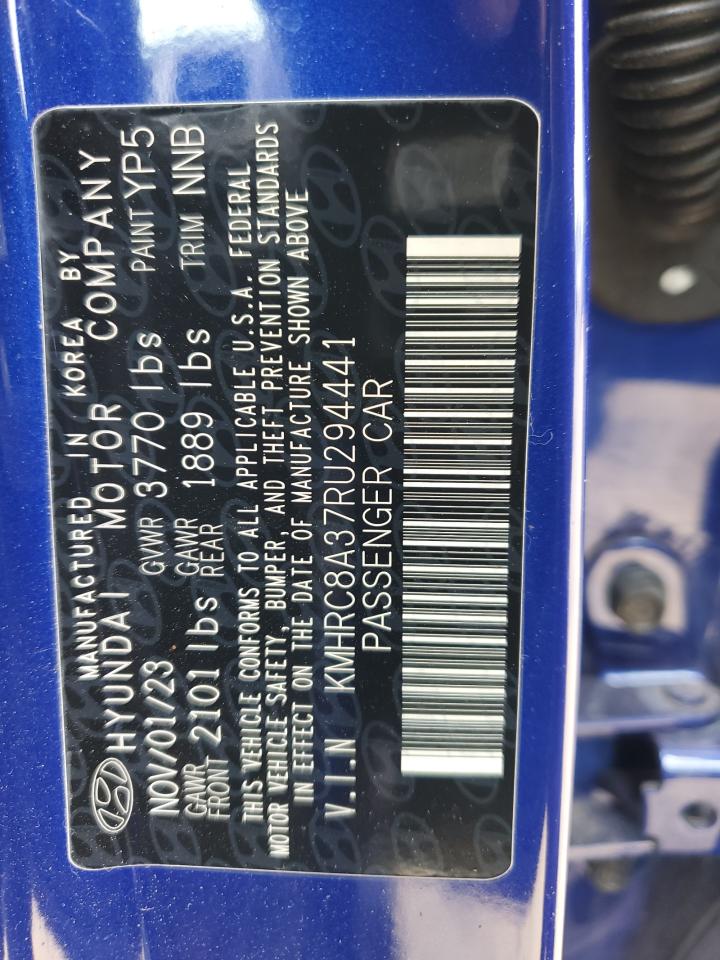 MANUFACTURED IN KOREA BY
HYUNDAI MOTOR COMPANY
NOV/01/23 GVWR 3770 lbs PAINT YP5
GAWR FRONT 2101 lbs GAWR REAR 1889 lbs TRIM NNB
THIS VEHICLE CONFORMS TO ALL APPLICABLE U.S.A. FEDERAL
MOTOR VEHICLE SAFETY, BUMPER, AND THEFT PREVENTION STANDARDS
IN EFFECT ON THE DATE OF MANUFACTURE SHOWN ABOVE
V.I.N KMHRC8A37RU294441
PASSENGER CAR